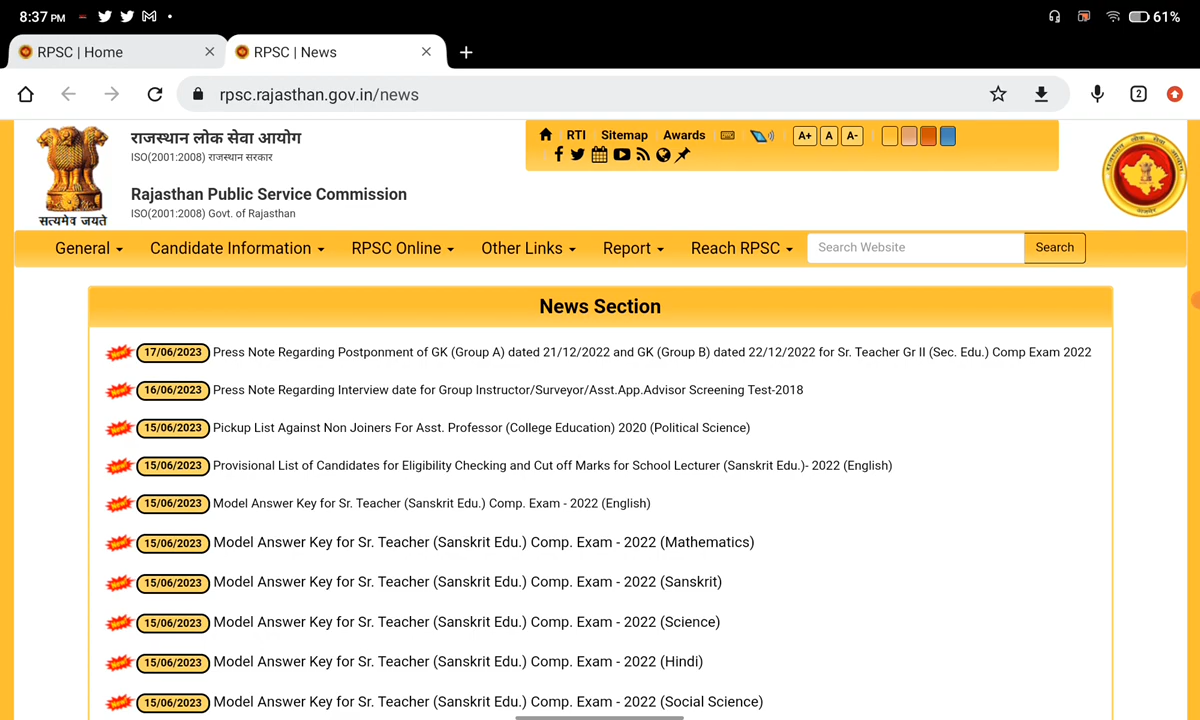 8:37 PM 61%
RPSC | Home
RPSC | News
rpsc.rajasthan.gov.in/news
2
राजस्थान लोक सेवा आयोग
ISO(2001:2008) राजस्थान सरकार
Rajasthan Public Service Commission
ISO(2001:2008) Govt. of Rajasthan
सत्यमेव जयते
RTI Sitemap Awards A+ A A-
General Candidate Information RPSC Online Other Links Report Reach RPSC Search Website Search
News Section
New! 17/06/2023 Press Note Regarding Postponment of GK (Group A) dated 21/12/2022 and GK (Group B) dated 22/12/2022 for Sr. Teacher Gr II (Sec. Edu.) Comp Exam 2022
New! 16/06/2023 Press Note Regarding Interview date for Group Instructor/Surveyor/Asst.App.Advisor Screening Test-2018
New! 15/06/2023 Pickup List Against Non Joiners For Asst. Professor (College Education) 2020 (Political Science)
New! 15/06/2023 Provisional List of Candidates for Eligibility Checking and Cut off Marks for School Lecturer (Sanskrit Edu.)- 2022 (English)
New! 15/06/2023 Model Answer Key for Sr. Teacher (Sanskrit Edu.) Comp. Exam - 2022 (English)
New! 15/06/2023 Model Answer Key for Sr. Teacher (Sanskrit Edu.) Comp. Exam - 2022 (Mathematics)
New! 15/06/2023 Model Answer Key for Sr. Teacher (Sanskrit Edu.) Comp. Exam - 2022 (Sanskrit)
New! 15/06/2023 Model Answer Key for Sr. Teacher (Sanskrit Edu.) Comp. Exam - 2022 (Science)
New! 15/06/2023 Model Answer Key for Sr. Teacher (Sanskrit Edu.) Comp. Exam - 2022 (Hindi)
New! 15/06/2023 Model Answer Key for Sr. Teacher (Sanskrit Edu.) Comp. Exam - 2022 (Social Science)